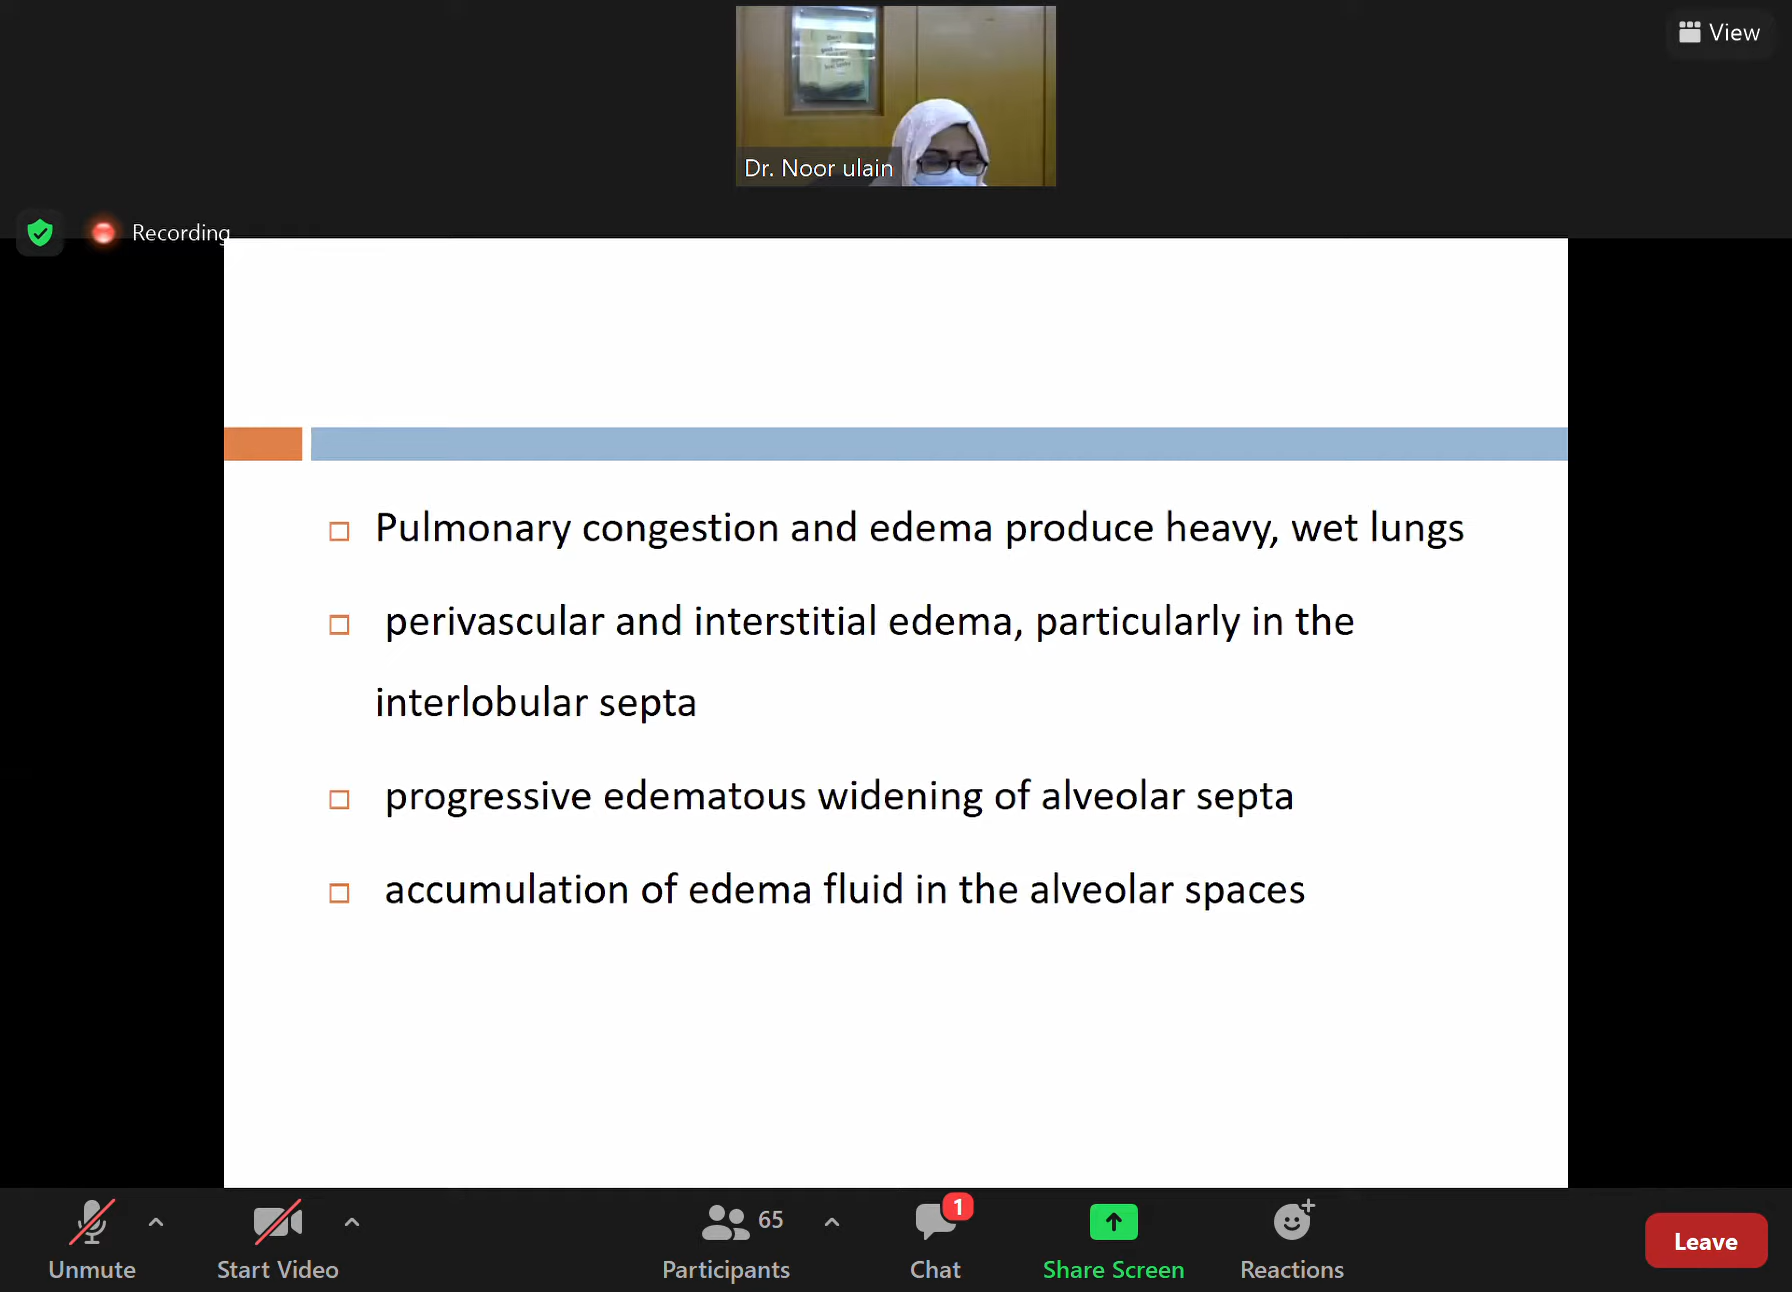 View
Dr. Noor ulain
Recording
Pulmonary congestion and edema produce heavy, wet lungs
perivascular and interstitial edema, particularly in the
interlobular septa
progressive edematous widening of alveolar septa
accumulation of edema fluid in the alveolar spaces
65
1
Unmute
Start Video
Participants
Chat
Share Screen
Reactions
Leave